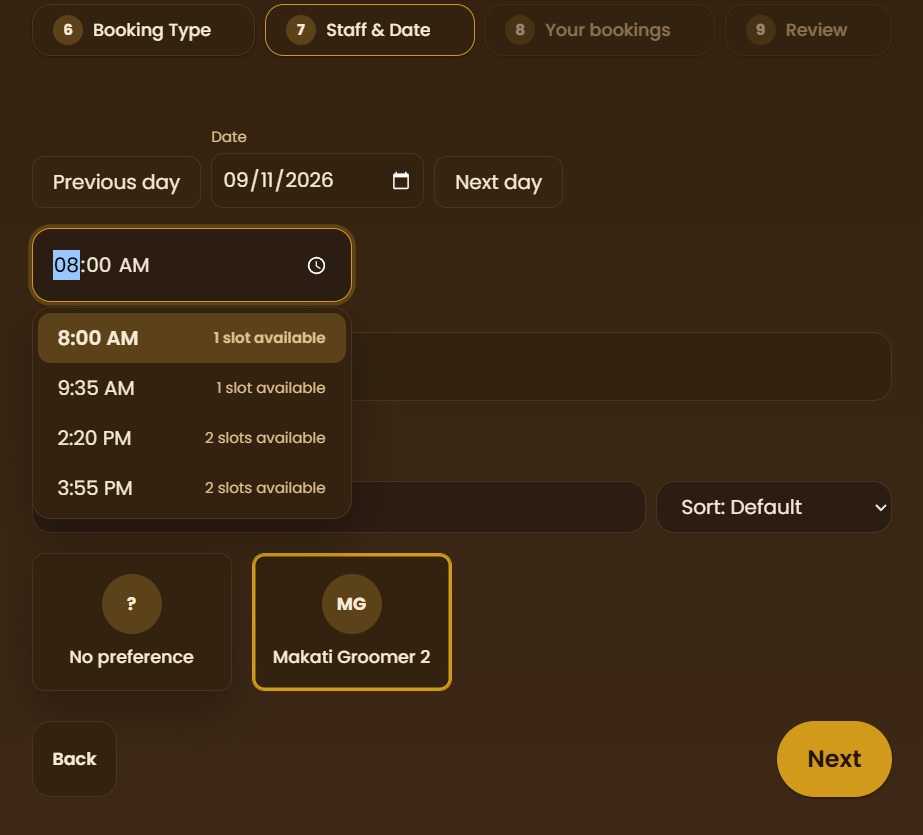 6 Booking Type 7 Staff & Date 8 Your bookings 9 Review
Date
Previous day 09/11/2026 Next day
08:00 AM
8:00 AM 1 slot available
9:35 AM 1 slot available
2:20 PM 2 slots available
3:55 PM 2 slots available
Sort: Default
? MG
No preference Makati Groomer 2
Back Next